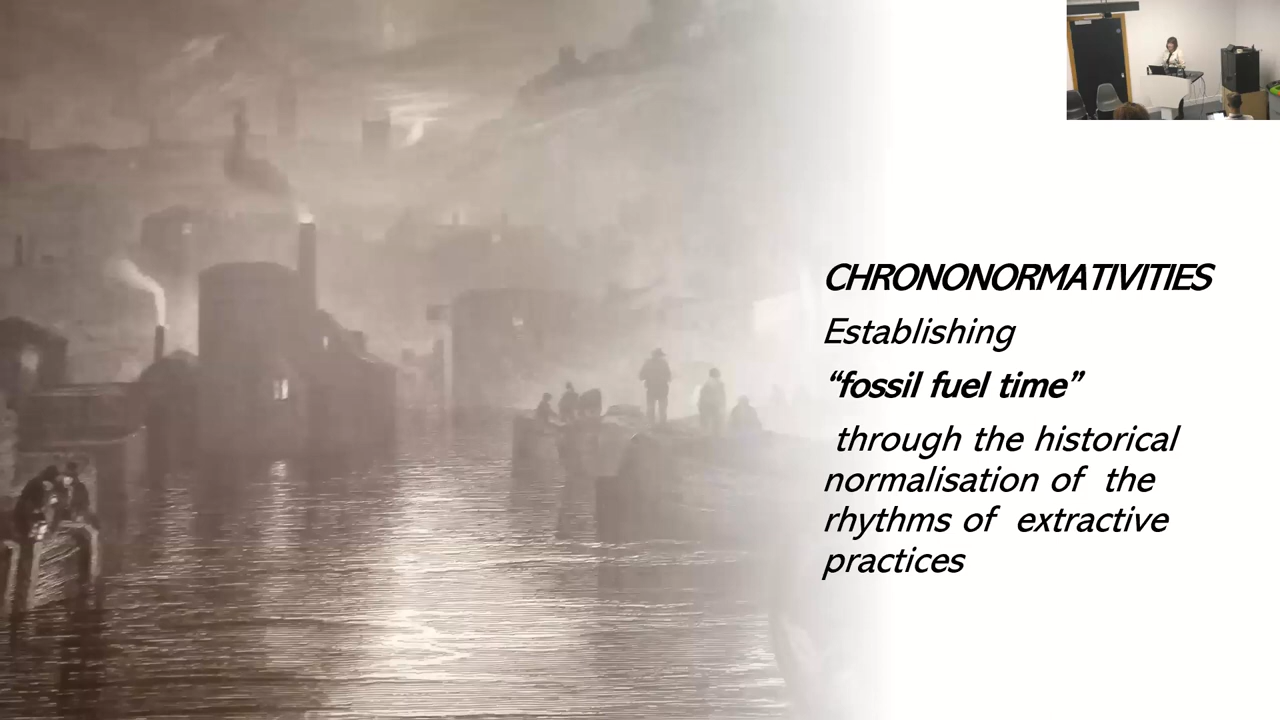 CHRONONORMATIVITIES
Establishing
“fossil fuel time”
through the historical
normalisation of the
rhythms of extractive
practices